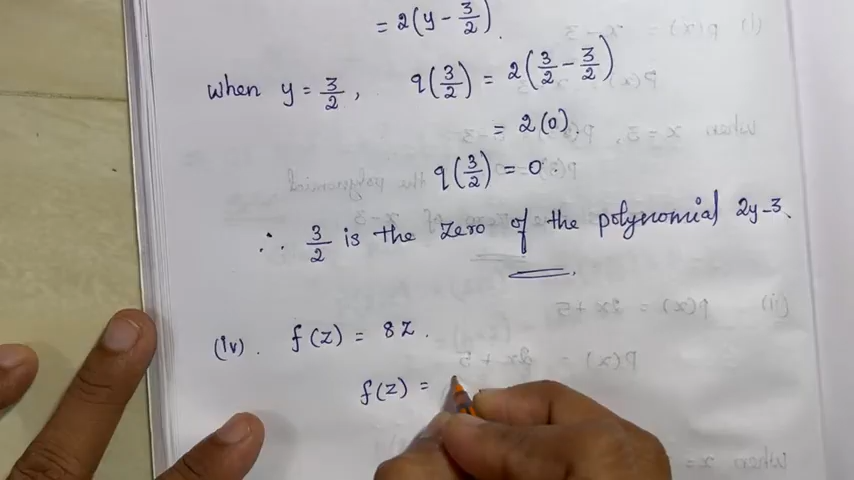 = 2(y - 3/2).
when y = 3/2, q(3/2) = 2(3/2 - 3/2)
= 2(0).
q(3/2) = 0.
∴ 3/2 is the zero of the polynomial 2y-3.
(iv). f(z) = 8z.
f(z) =